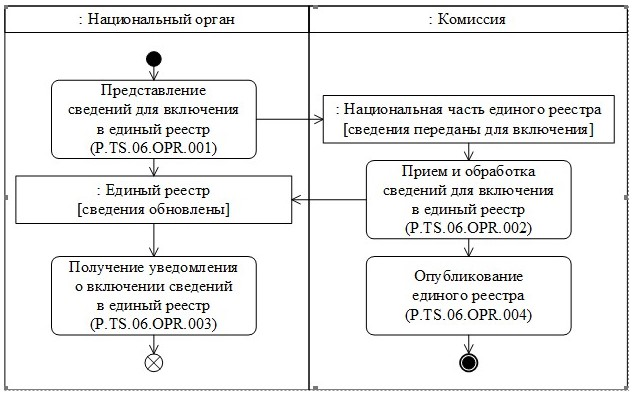 : Национальный орган
: Комиссия
Представление
сведений для включения
в единый реестр
(P.TS.06.OPR.001)
: Национальная часть единого реестра
[сведения переданы для включения]
: Единый реестр
[сведения обновлены]
Прием и обработка
сведений для включения
в единый реестр
(P.TS.06.OPR.002)
Получение уведомления
о включении сведений
в единый реестр
(P.TS.06.OPR.003)
Опубликование
единого реестра
(P.TS.06.OPR.004)